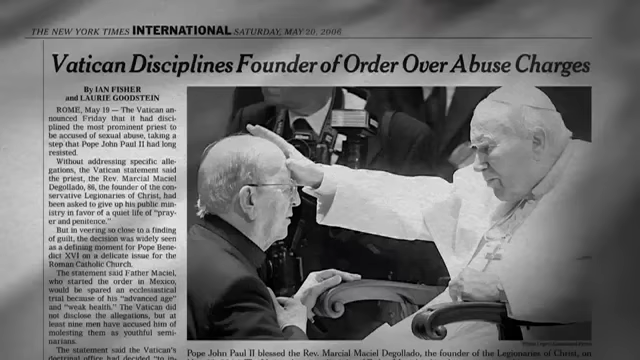 THE NEW YORK TIMES INTERNATIONAL SATURDAY, MAY 20, 2006
Vatican Disciplines Founder of Order Over Abuse Charges
By IAN FISHER
and LAURIE GOODSTEIN
ROME, May 19 — The Vatican an-
nounced Friday that it had disci-
plined the most prominent priest to
be accused of sexual abuse, taking a
step that Pope John Paul II had long
resisted.
Without addressing specific alle-
gations, the Vatican statement said
the priest, the Rev. Marcial Maciel
Degollado, 86, the founder of the con-
servative Legionaries of Christ, had
been asked to give up his public min-
istry in favor of a quiet life of "pray-
er and penitence."
But in veering so close to a finding
of guilt, the decision was widely seen
as a defining moment for Pope Bene-
dict XVI on a delicate issue for the
Roman Catholic Church.
The statement said Father Maciel,
who started the order in Mexico,
would be spared an ecclesiastical
trial because of his "advanced age"
and "weak health." The Vatican did
not disclose the allegations, but at
least nine men have accused him of
molesting them as youthful semi-
narians.
The statement said the Vatican's
doctrinal office had decided "to in-
Pope John Paul II blessed the Rev. Marcial Maciel Degollado, the founder of the Legionaries of Christ, on